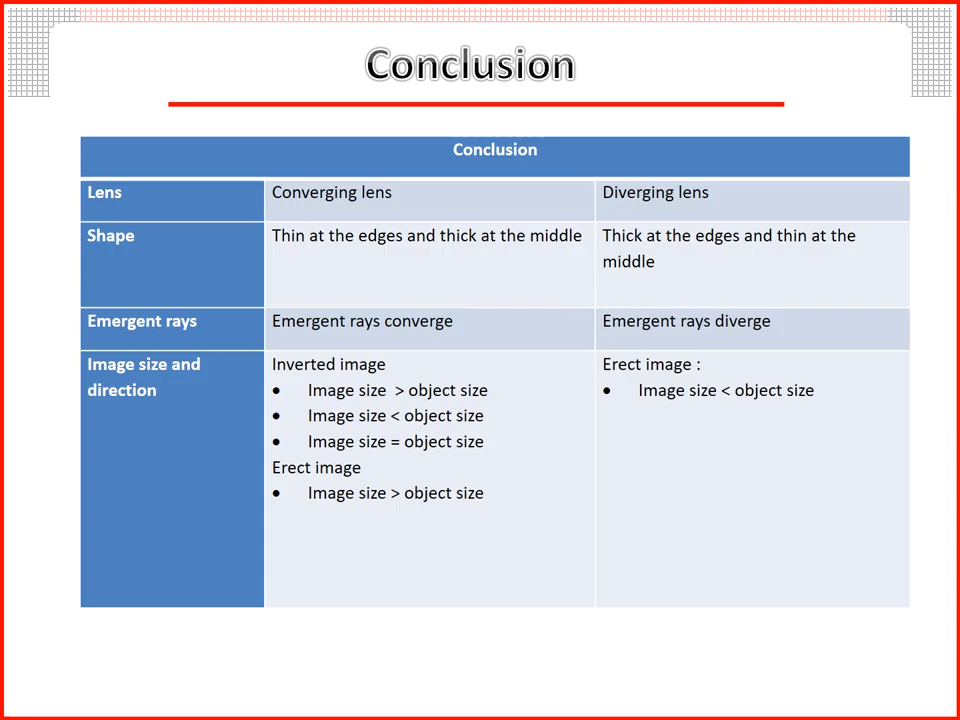 Conclusion
Conclusion
Lens
Converging lens
Diverging lens
Shape
Thin at the edges and thick at the middle
Thick at the edges and thin at the
middle
Emergent rays
Emergent rays converge
Emergent rays diverge
Image size and
direction
Inverted image
• Image size  > object size
• Image size < object size
• Image size = object size
Erect image
• Image size > object size
Erect image :
• Image size < object size